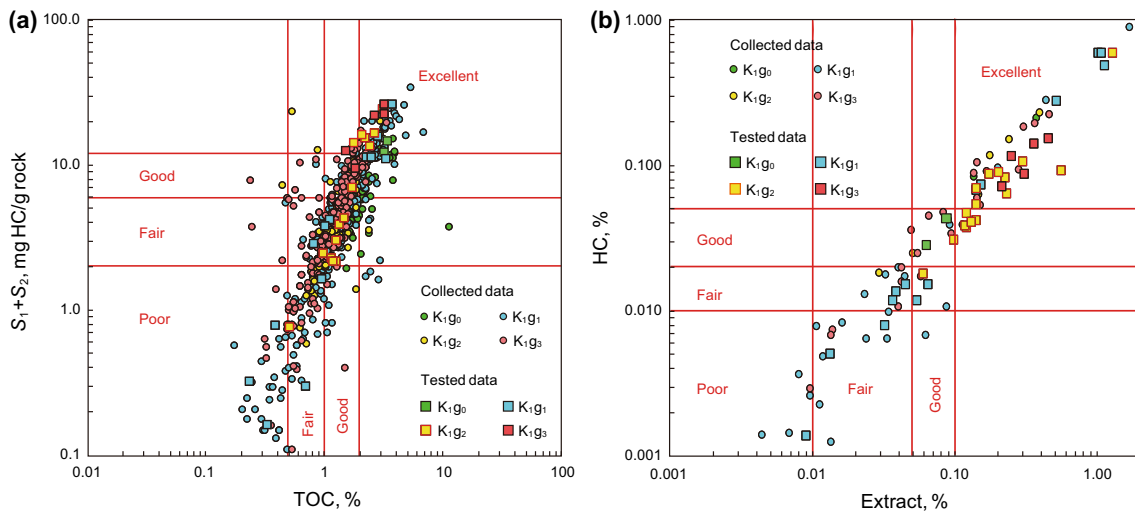 (a)
100.0
10.0
1.0
0.1
S₁+S₂, mg HC/g rock
Excellent
Good
Fair
Poor
Fair
Good
Collected data
K₁g₀ K₁g₁
K₁g₂ K₁g₃
Tested data
K₁g₀ K₁g₁
K₁g₂ K₁g₃
0.01 0.1 1 10 100
TOC, %
(b)
1.000
0.100
0.010
0.001
HC, %
Collected data
K₁g₀ K₁g₁
K₁g₂ K₁g₃
Tested data
K₁g₀ K₁g₁
K₁g₂ K₁g₃
Excellent
Good
Fair
Poor
Fair
Good
0.001 0.01 0.10 1.00
Extract, %